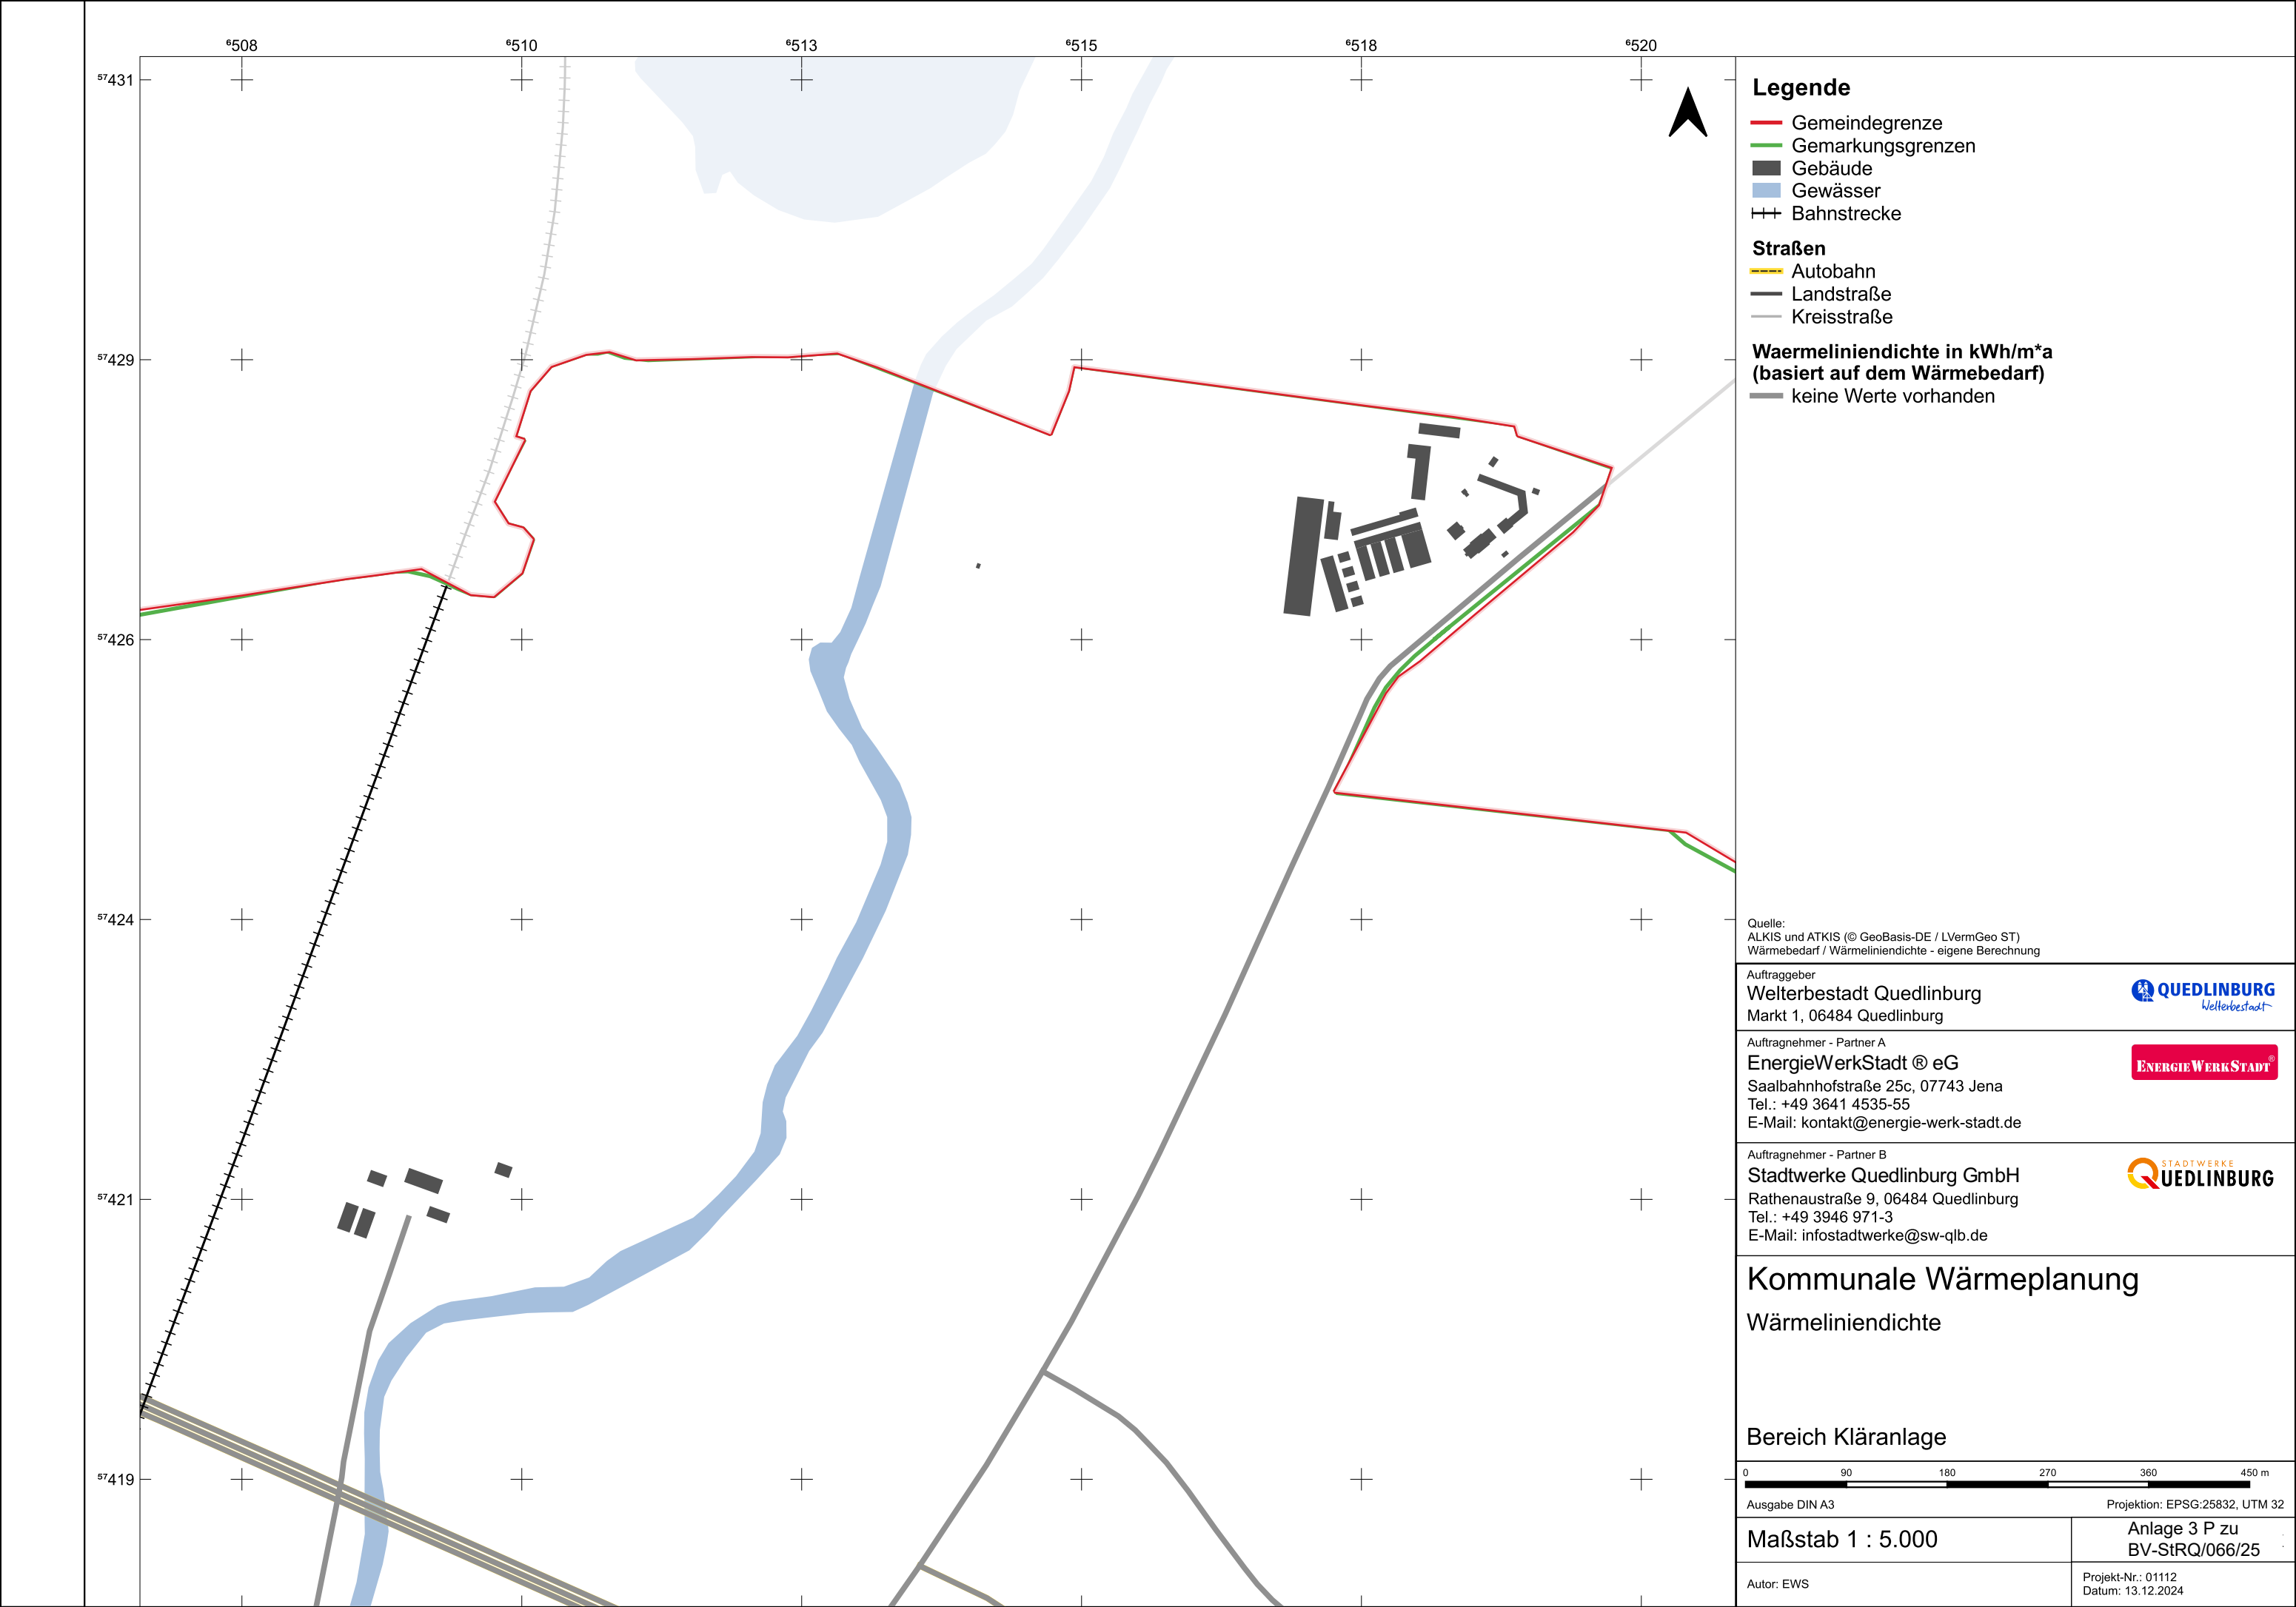 ⁶508 ⁶510 ⁶513 ⁶515 ⁶518 ⁶520
⁵⁷431
⁵⁷429
⁵⁷426
⁵⁷424
⁵⁷421
⁵⁷419
Legende
Gemeindegrenze
Gemarkungsgrenzen
Gebäude
Gewässer
Bahnstrecke
Straßen
Autobahn
Landstraße
Kreisstraße
Waermeliniendichte in kWh/m*a
(basiert auf dem Wärmebedarf)
keine Werte vorhanden
Quelle:
ALKIS und ATKIS (© GeoBasis-DE / LVermGeo ST)
Wärmebedarf / Wärmeliniendichte - eigene Berechnung
Auftraggeber
Welterbestadt Quedlinburg
Markt 1, 06484 Quedlinburg
QUEDLINBURG
Welterbestadt
Auftragnehmer - Partner A
EnergieWerkStadt ® eG
Saalbahnhofstraße 25c, 07743 Jena
Tel.: +49 3641 4535-55
E-Mail: kontakt@energie-werk-stadt.de
ENERGIEWERKSTADT®
Auftragnehmer - Partner B
Stadtwerke Quedlinburg GmbH
Rathenaustraße 9, 06484 Quedlinburg
Tel.: +49 3946 971-3
E-Mail: infostadtwerke@sw-qlb.de
STADTWERKE
QUEDLINBURG
Kommunale Wärmeplanung
Wärmeliniendichte
Bereich Kläranlage
0 90 180 270 360 450 m
Ausgabe DIN A3 Projektion: EPSG:25832, UTM 32
Maßstab 1 : 5.000
Anlage 3 P zu
BV-StRQ/066/25
Autor: EWS
Projekt-Nr.: 01112
Datum: 13.12.2024